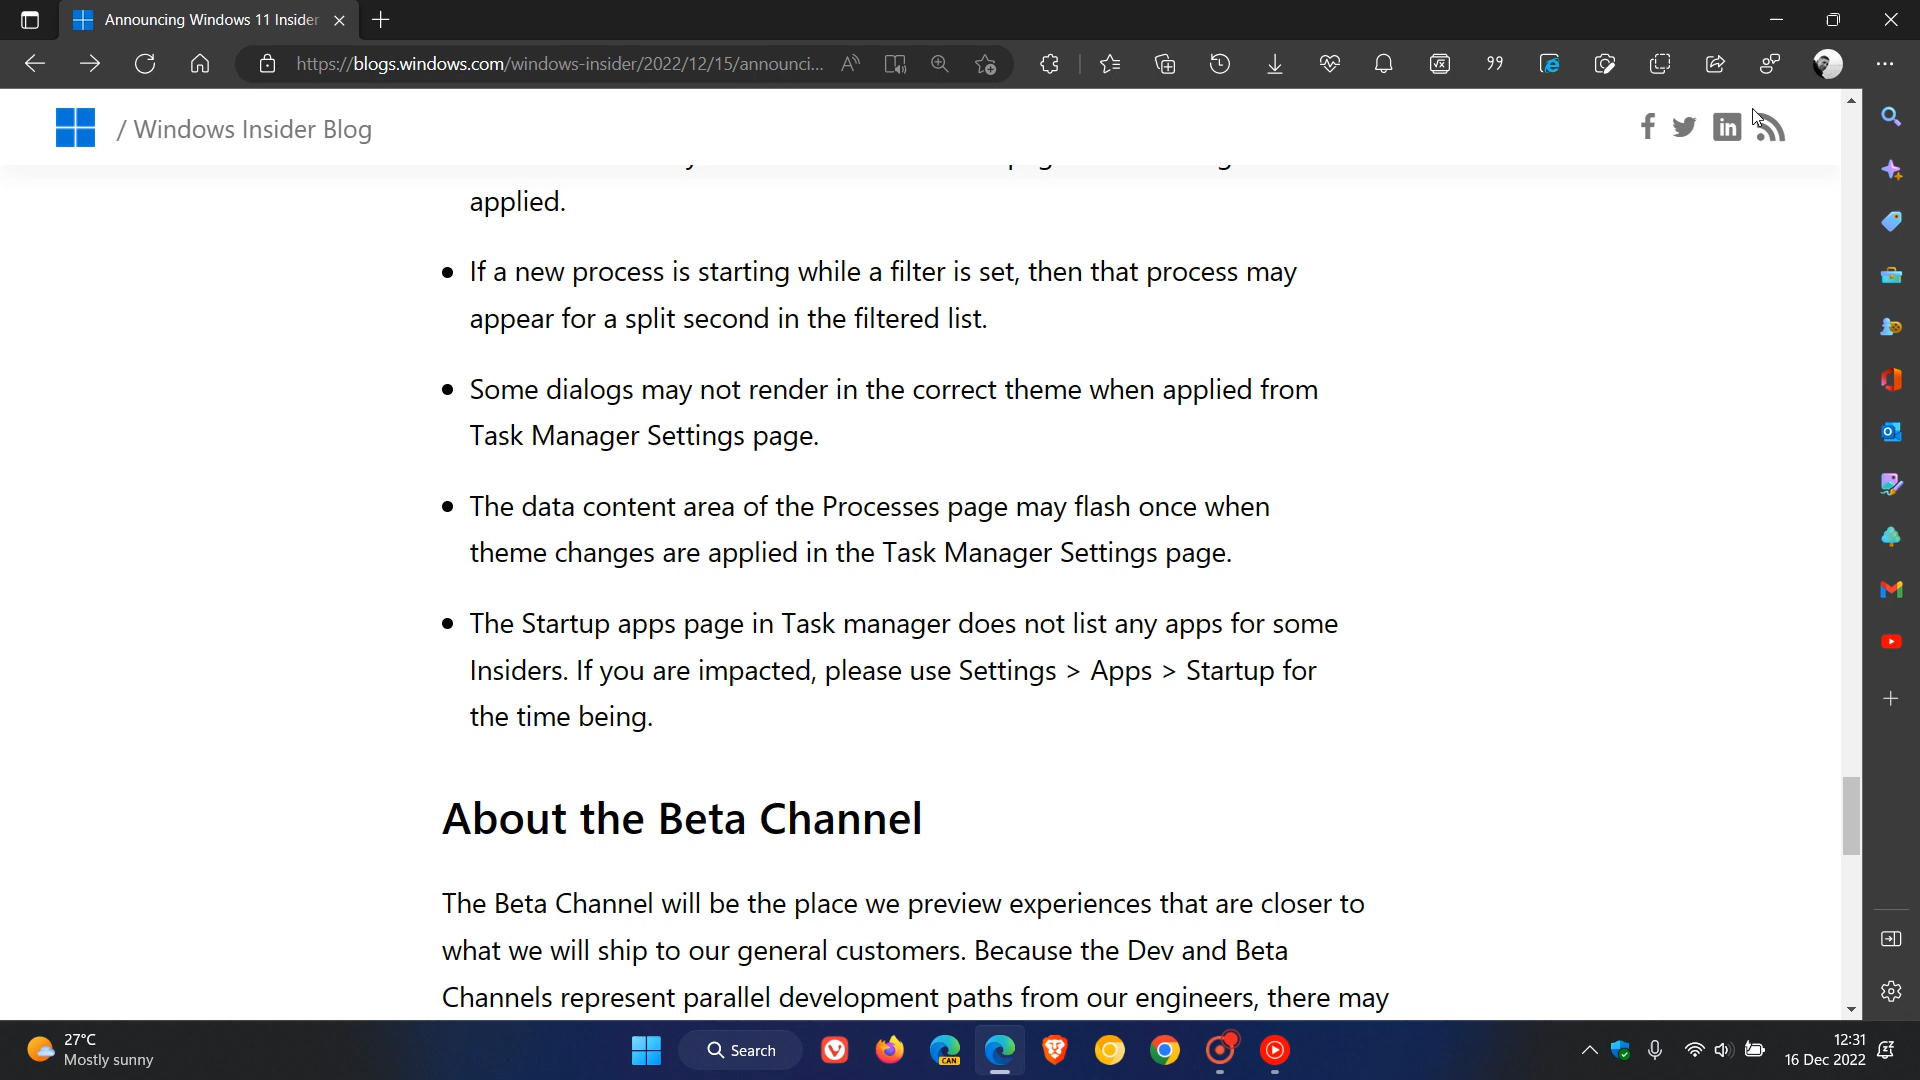 Announcing Windows 11 Insider
https://blogs.windows.com/windows-insider/2022/12/15/announci...
/ Windows Insider Blog
applied.
• If a new process is starting while a filter is set, then that process may
appear for a split second in the filtered list.
• Some dialogs may not render in the correct theme when applied from
Task Manager Settings page.
• The data content area of the Processes page may flash once when
theme changes are applied in the Task Manager Settings page.
• The Startup apps page in Task manager does not list any apps for some
Insiders. If you are impacted, please use Settings > Apps > Startup for
the time being.
About the Beta Channel
The Beta Channel will be the place we preview experiences that are closer to
what we will ship to our general customers. Because the Dev and Beta
Channels represent parallel development paths from our engineers, there may
27°C
Mostly sunny
Search
CAN
12:31
16 Dec 2022